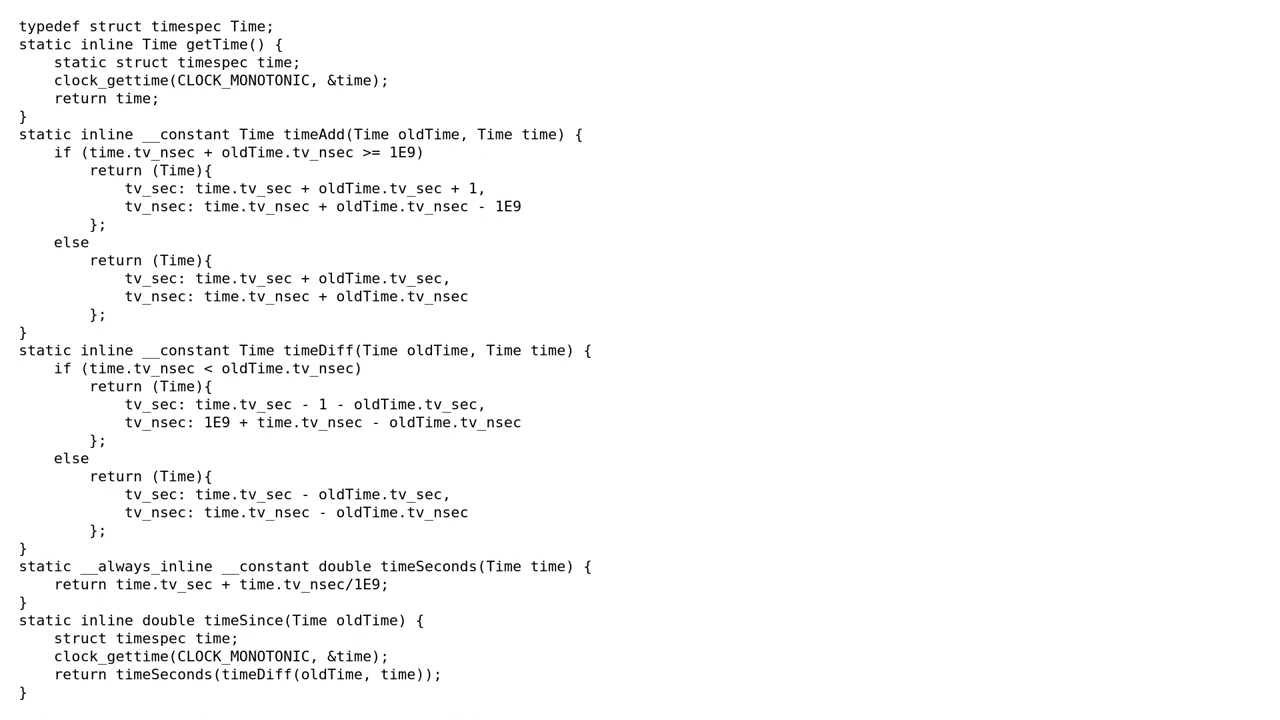 typedef struct timespec Time;
static inline Time getTime() {
    static struct timespec time;
    clock_gettime(CLOCK_MONOTONIC, &time);
    return time;
}
static inline __constant Time timeAdd(Time oldTime, Time time) {
    if (time.tv_nsec + oldTime.tv_nsec >= 1E9)
        return (Time){
            tv_sec: time.tv_sec + oldTime.tv_sec + 1,
            tv_nsec: time.tv_nsec + oldTime.tv_nsec - 1E9
        };
    else
        return (Time){
            tv_sec: time.tv_sec + oldTime.tv_sec,
            tv_nsec: time.tv_nsec + oldTime.tv_nsec
        };
}
static inline __constant Time timeDiff(Time oldTime, Time time) {
    if (time.tv_nsec < oldTime.tv_nsec)
        return (Time){
            tv_sec: time.tv_sec - 1 - oldTime.tv_sec,
            tv_nsec: 1E9 + time.tv_nsec - oldTime.tv_nsec
        };
    else
        return (Time){
            tv_sec: time.tv_sec - oldTime.tv_sec,
            tv_nsec: time.tv_nsec - oldTime.tv_nsec
        };
}
static __always_inline __constant double timeSeconds(Time time) {
    return time.tv_sec + time.tv_nsec/1E9;
}
static inline double timeSince(Time oldTime) {
    struct timespec time;
    clock_gettime(CLOCK_MONOTONIC, &time);
    return timeSeconds(timeDiff(oldTime, time));
}